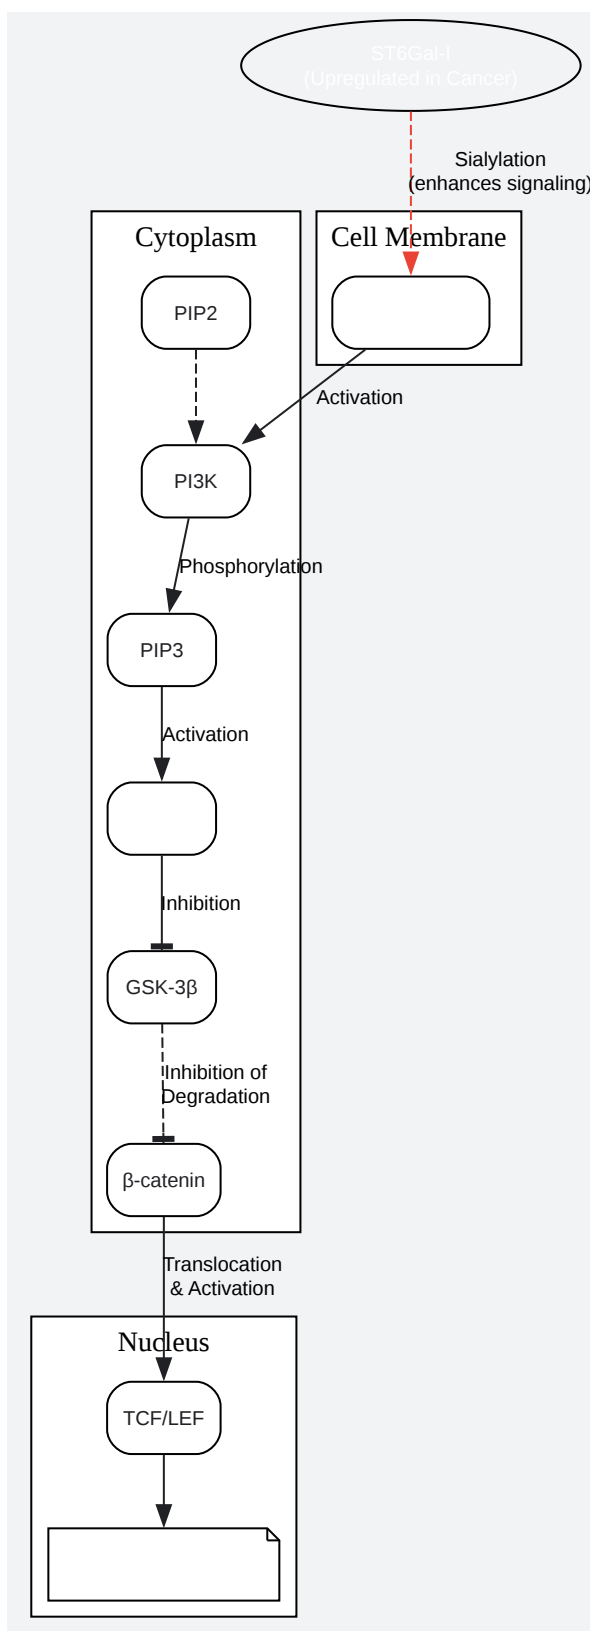 ST6Gal-I
(Upregulated in Cancer)
Sialylation
(enhances signaling)
Cytoplasm
Cell Membrane
PIP2
Activation
PI3K
Phosphorylation
PIP3
Activation
Inhibition
GSK-3β
Inhibition of
Degradation
β-catenin
Translocation
& Activation
Nucleus
TCF/LEF